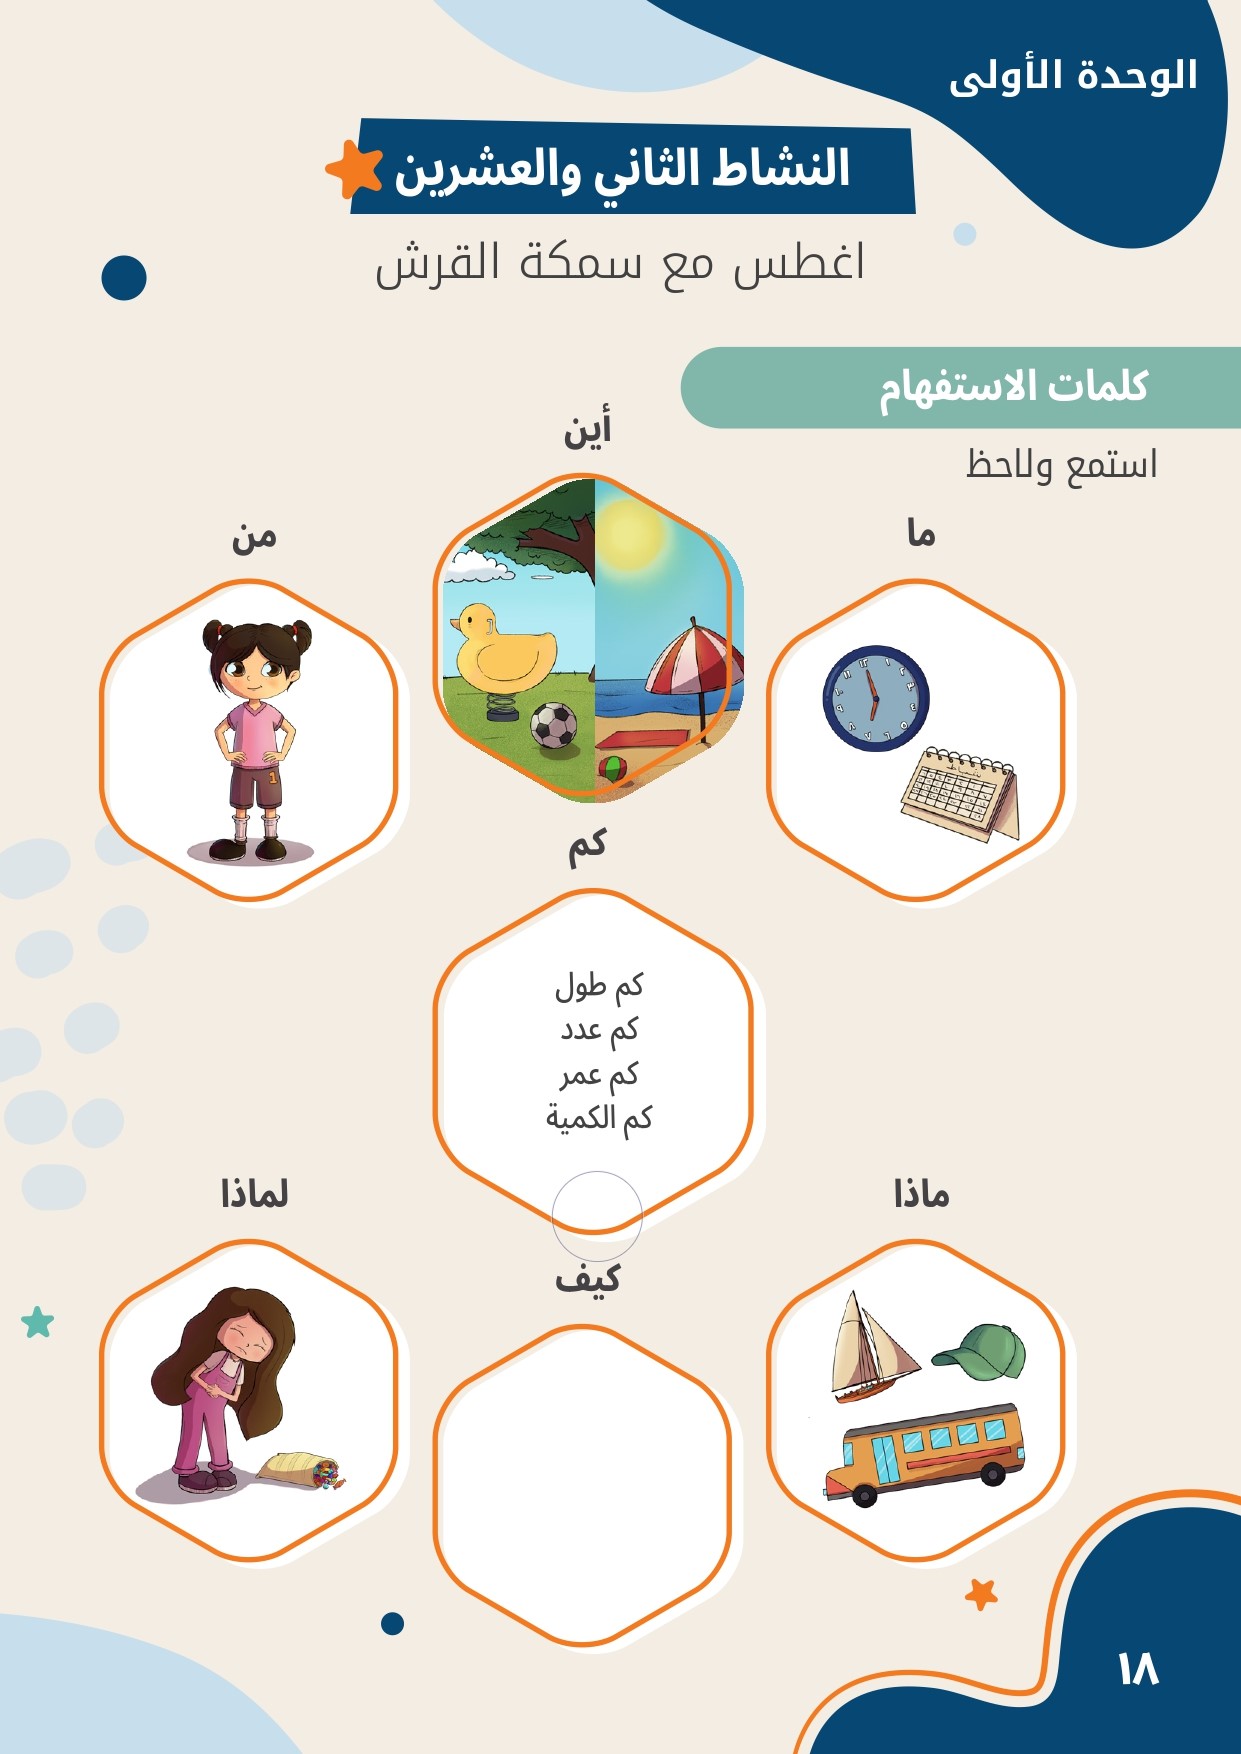 الوحدة الأولى
النشاط الثاني والعشرين
اغطس مع سمكة القرش
كلمات الاستفهام
استمع ولاحظ
ما
أين
من
كم
كم طول
كم عدد
كم عمر
كم الكمية
ماذا
كيف
لماذا
1
١٨